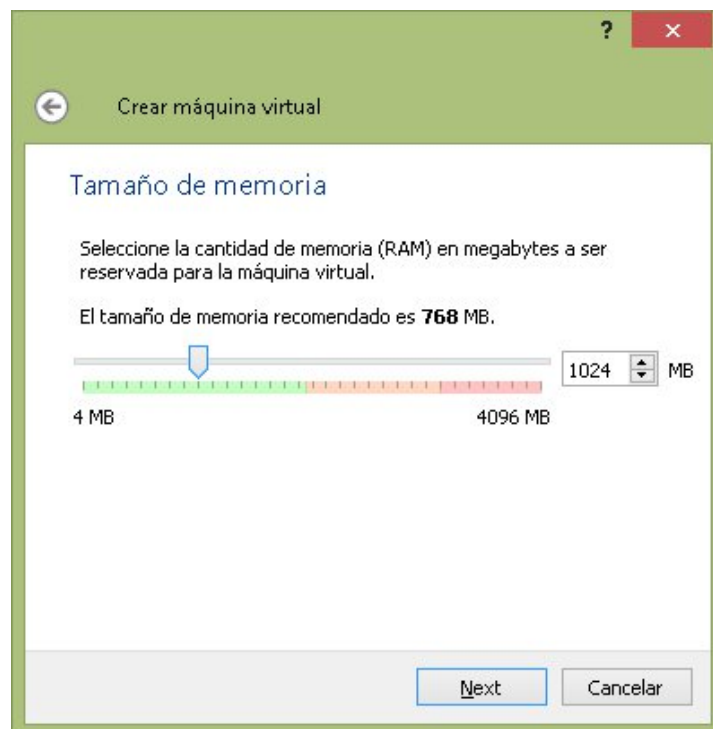 ?
Crear máquina virtual
Tamaño de memoria
Seleccione la cantidad de memoria (RAM) en megabytes a ser
reservada para la máquina virtual.
El tamaño de memoria recomendado es 768 MB.
1024 MB
4 MB 4096 MB
Next Cancelar